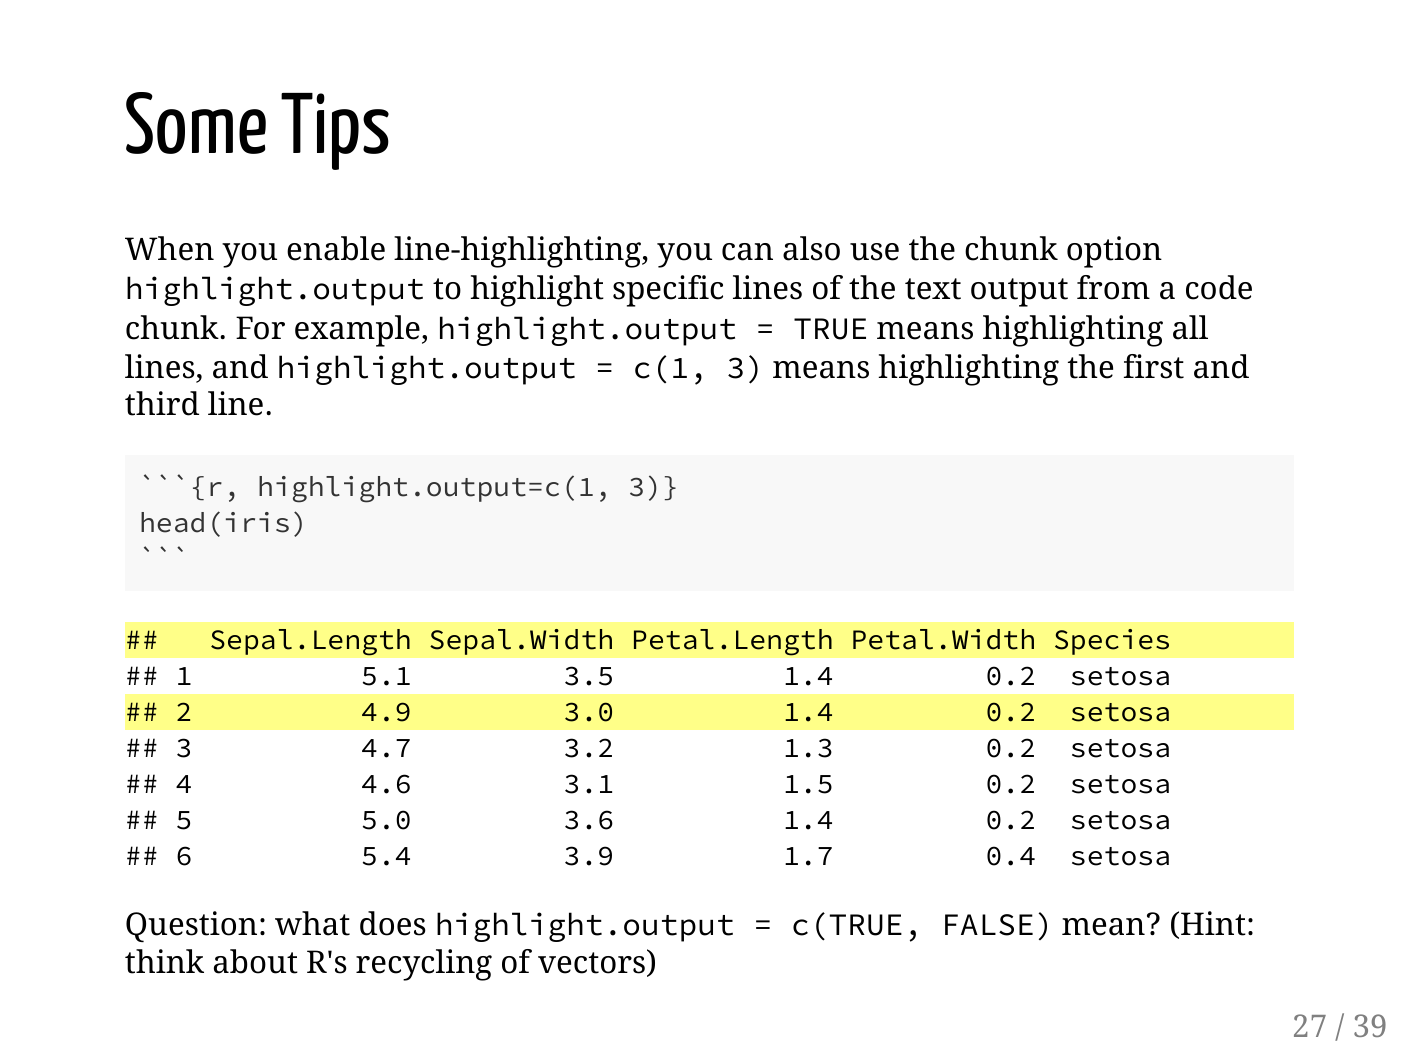 Some Tips
When you enable line-highlighting, you can also use the chunk option
highlight.output to highlight specific lines of the text output from a code
chunk. For example, highlight.output = TRUE means highlighting all
lines, and highlight.output = c(1, 3) means highlighting the first and
third line.
```{r, highlight.output=c(1, 3)}
head(iris)
```
##   Sepal.Length Sepal.Width Petal.Length Petal.Width Species
## 1          5.1         3.5          1.4         0.2  setosa
## 2          4.9         3.0          1.4         0.2  setosa
## 3          4.7         3.2          1.3         0.2  setosa
## 4          4.6         3.1          1.5         0.2  setosa
## 5          5.0         3.6          1.4         0.2  setosa
## 6          5.4         3.9          1.7         0.4  setosa
Question: what does highlight.output = c(TRUE, FALSE) mean? (Hint:
think about R's recycling of vectors)
27 / 39